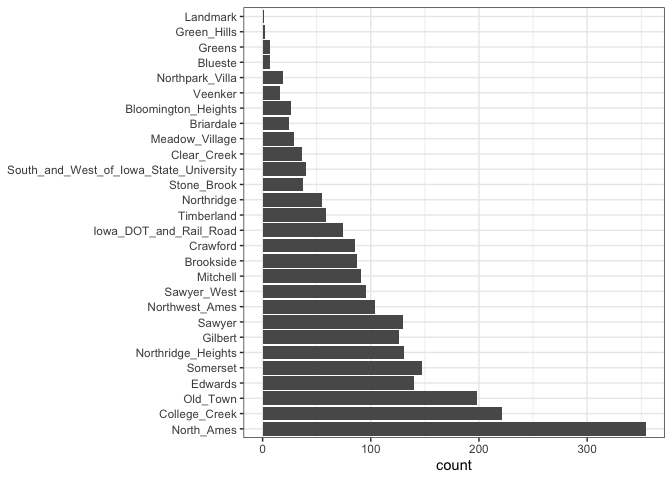 Landmark
Green_Hills
Greens
Blueste
Northpark_Villa
Veenker
Bloomington_Heights
Briardale
Meadow_Village
Clear_Creek
South_and_West_of_Iowa_State_University
Stone_Brook
Northridge
Timberland
Iowa_DOT_and_Rail_Road
Crawford
Brookside
Mitchell
Sawyer_West
Northwest_Ames
Sawyer
Gilbert
Northridge_Heights
Somerset
Edwards
Old_Town
College_Creek
North_Ames
0 100 200 300
count